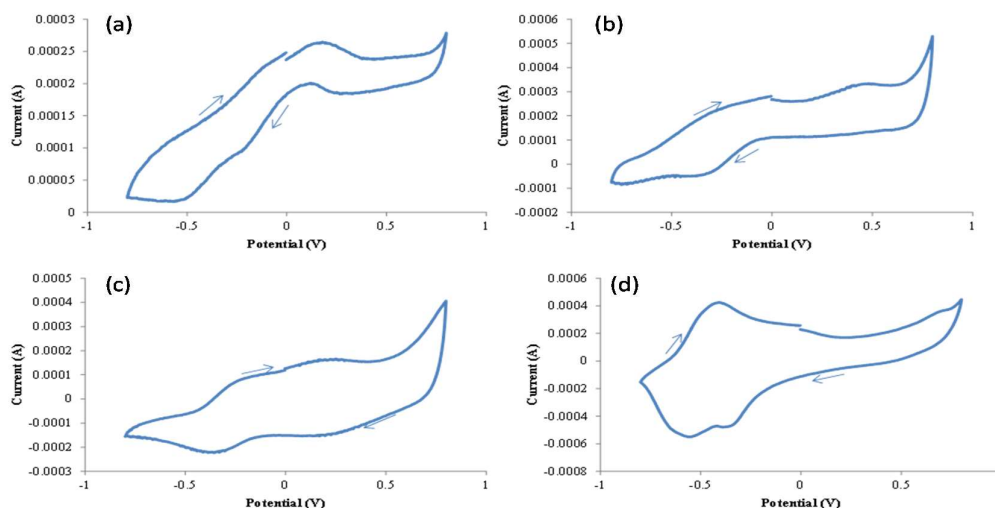 (a)
0.0003
0.00025
0.0002
0.00015
0.0001
0.00005
0
Current (A)
-1 -0.5 0 0.5 1
Potential (V)
(b)
0.0006
0.0005
0.0004
0.0003
0.0002
0.0001
0
-0.0001
-0.0002
Current (A)
-1 -0.5 0 0.5 1
Potential (V)
(c)
0.0005
0.0004
0.0003
0.0002
0.0001
0
-0.0001
-0.0002
-0.0003
Current (A)
-1 -0.5 0 0.5 1
Potential (V)
(d)
0.0006
0.0004
0.0002
0
-0.0002
-0.0004
-0.0006
-0.0008
Current (A)
-1 -0.5 0 0.5 1
Potential (V)